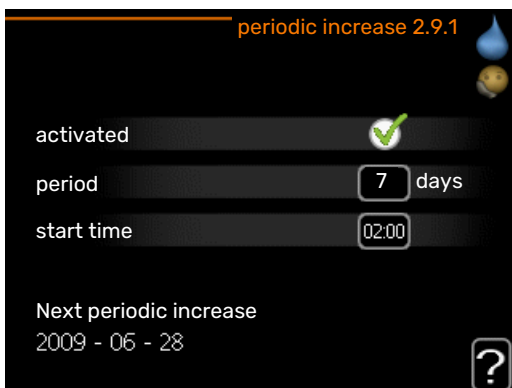 periodic increase 2.9.1
activated
period 7 days
start time 02:00
Next periodic increase
2009 - 06 - 28
?